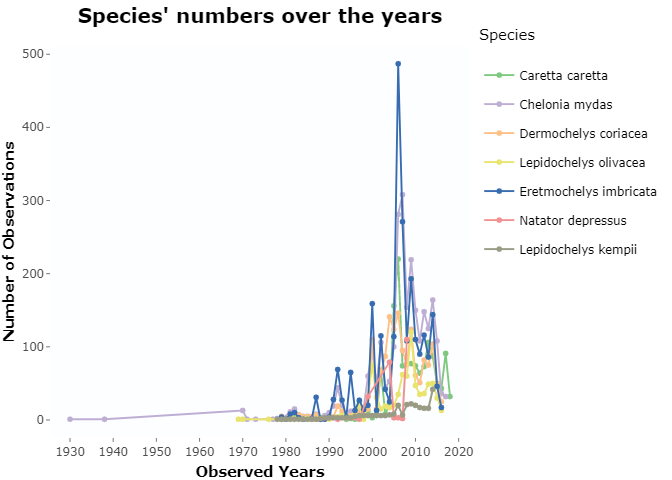 Species' numbers over the years
Species
Caretta caretta
Chelonia mydas
Dermochelys coriacea
Lepidochelys olivacea
Eretmochelys imbricata
Natator depressus
Lepidochelys kempii
Number of Observations
500
400
300
200
100
0
1930 1940 1950 1960 1970 1980 1990 2000 2010 2020
Observed Years